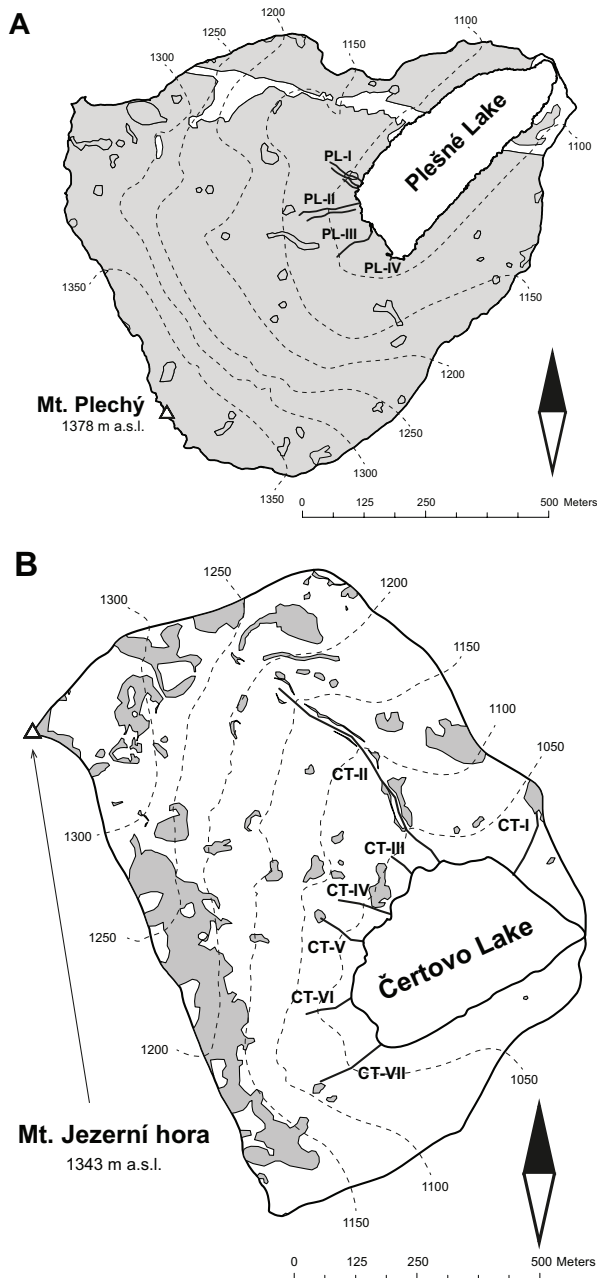 A
1200
1250
1300
1150
1100
Plešné Lake
1100
PL-I
PL-II
PL-III
PL-IV
1350
1150
1200
Mt. Plechý
1378 m a.s.l.
1250
1300
1350
0 125 250 500 Meters
B
1250
1300
1200
1150
1100
1050
CT-II
CT-I
1300
CT-III
CT-IV
CT-V
Čertovo Lake
1250
CT-VI
1200
CT-VII
1050
Mt. Jezerní hora
1343 m a.s.l.
1100
1150
0 125 250 500 Meters